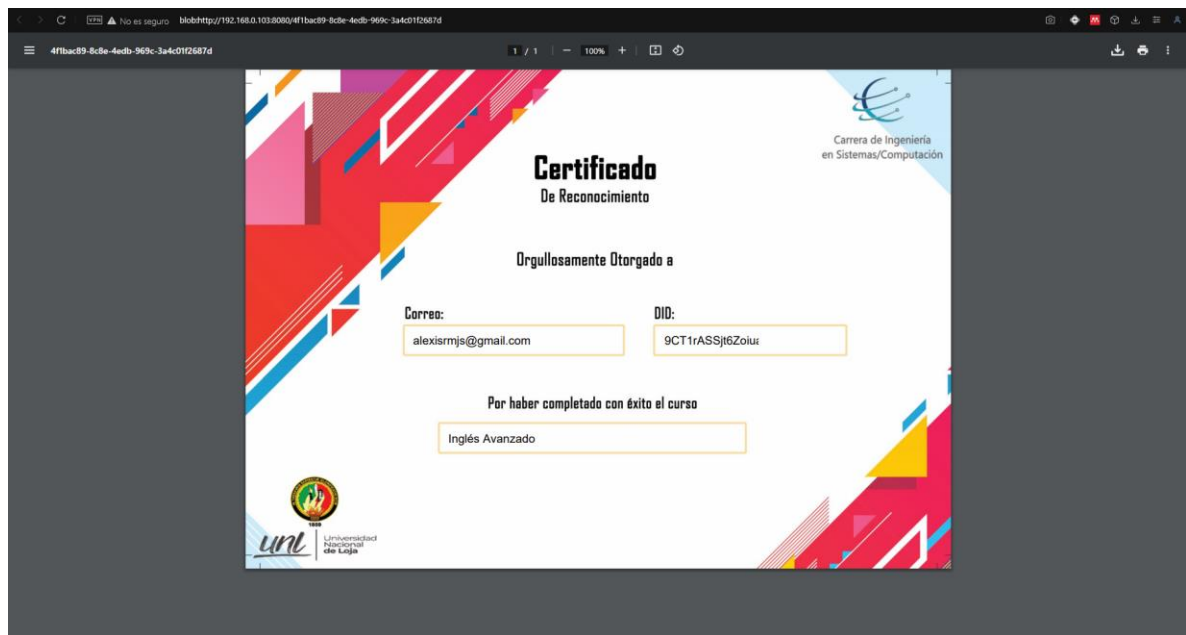 VPN No es seguro blob:http://192.168.0.103:8080/4f1bac89-8c8e-4edb-969c-3a4c01f2687d
4f1bac89-8c8e-4edb-969c-3a4c01f2687d 1 / 1 100%
Carrera de Ingeniería
en Sistemas/Computación
Certificado
De Reconocimiento
Orgullosamente Otorgado a
Correo: DID:
alexisrmjs@gmail.com 9CT1rASSjt6Zoiu
Por haber completado con éxito el curso
Inglés Avanzado
1859
unl Universidad
Nacional
de Loja